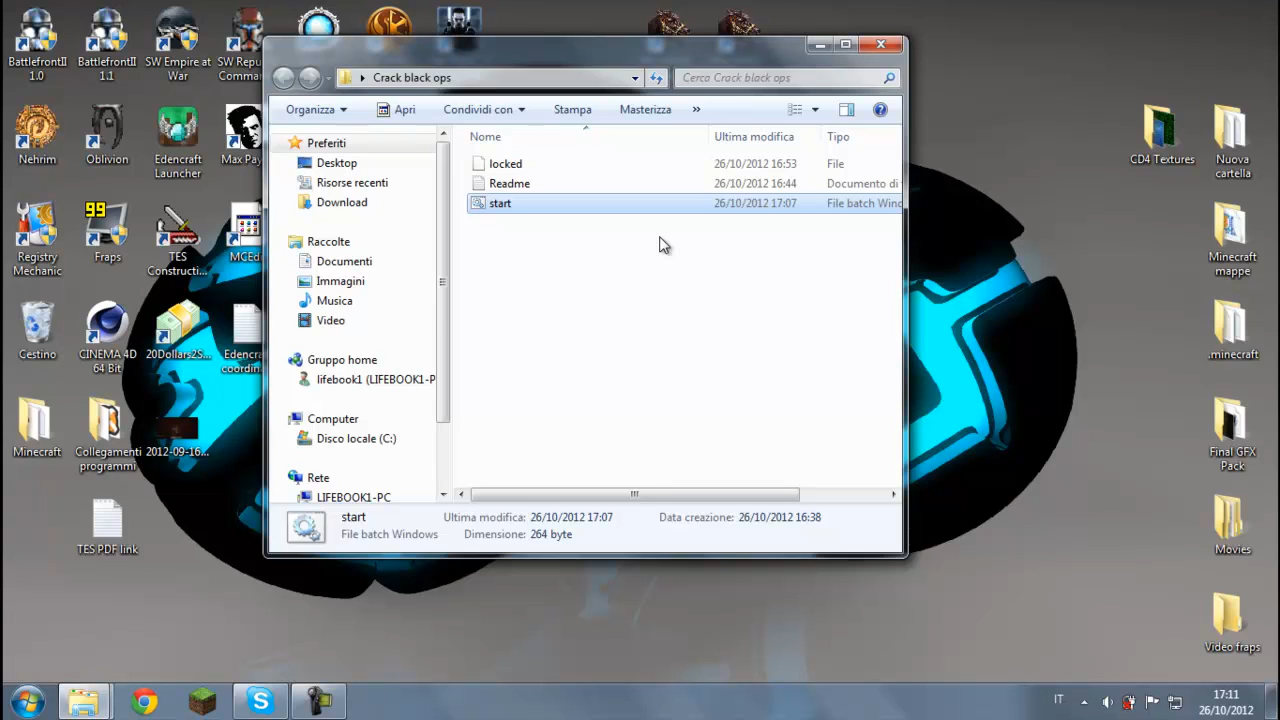 BattlefrontII
1.0
BattlefrontII
1.1
SW Empire at
War
SW Repu
Comma
Nehrim
Oblivion
Edencraft
Launcher
Max Pay
Registry
Mechanic
99
Fraps
TES
Constructi...
MCEdi
Cestino
CINEMA 4D
64 Bit
20Dollars2S...
Edencra
coordina
Minecraft
Collegamenti
programmi
2012-09-16...
TES PDF link
Crack black ops
Cerca Crack black ops
Organizza
Apri
Condividi con
Stampa
Masterizza
»
Preferiti
Desktop
Risorse recenti
Download
Raccolte
Documenti
Immagini
Musica
Video
Gruppo home
lifebook1 (LIFEBOOK1-P
Computer
Disco locale (C:)
Rete
LIFEBOOK1-PC
Nome
Ultima modifica
Tipo
locked
26/10/2012 16:53
File
Readme
26/10/2012 16:44
Documento di
start
26/10/2012 17:07
File batch Wind
start
Ultima modifica: 26/10/2012 17:07
Data creazione: 26/10/2012 16:38
File batch Windows
Dimensione: 264 byte
CD4 Textures
Nuova
cartella
Minecraft
mappe
.minecraft
Final GFX
Pack
Movies
Video fraps
IT
17:11
26/10/2012